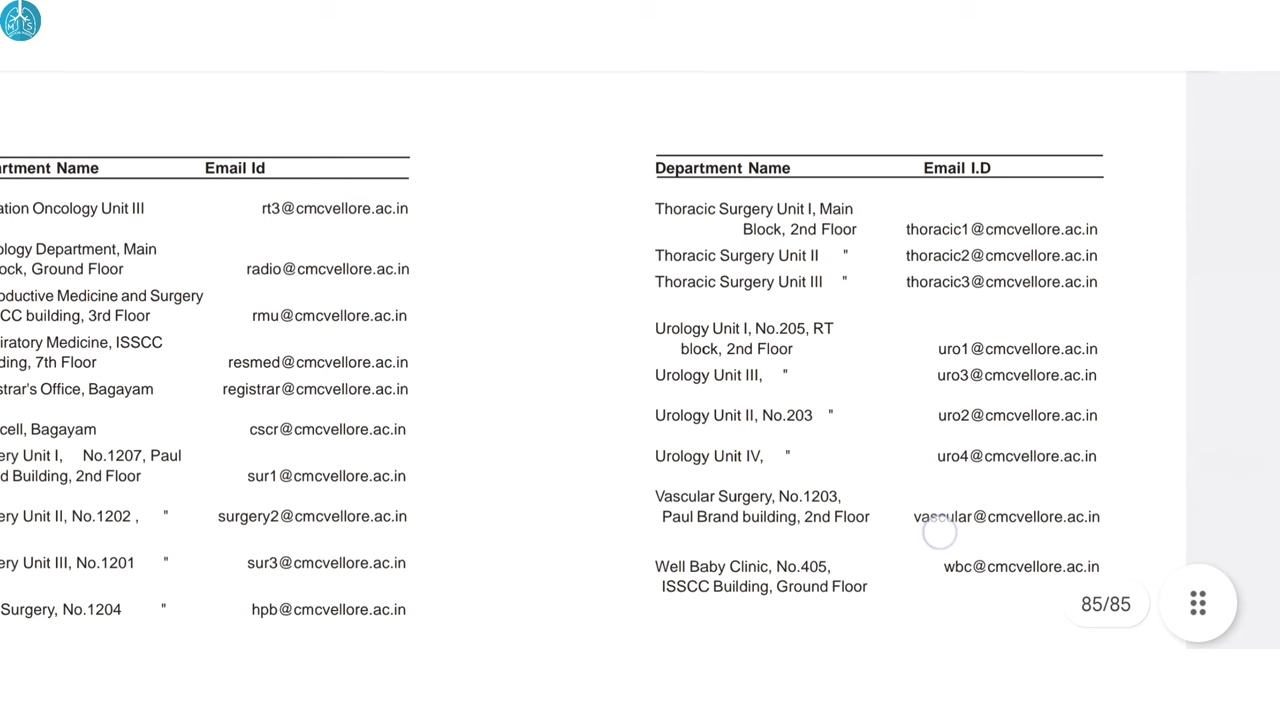 M S
artment Name Email Id
ation Oncology Unit III rt3@cmcvellore.ac.in
ology Department, Main
ock, Ground Floor radio@cmcvellore.ac.in
oductive Medicine and Surgery
CC building, 3rd Floor rmu@cmcvellore.ac.in
iratory Medicine, ISSCC
ding, 7th Floor resmed@cmcvellore.ac.in
strar's Office, Bagayam registrar@cmcvellore.ac.in
cell, Bagayam cscr@cmcvellore.ac.in
ery Unit I, No.1207, Paul
d Building, 2nd Floor sur1@cmcvellore.ac.in
ery Unit II, No.1202 , " surgery2@cmcvellore.ac.in
ery Unit III, No.1201 " sur3@cmcvellore.ac.in
Surgery, No.1204 " hpb@cmcvellore.ac.in
Department Name Email I.D
Thoracic Surgery Unit I, Main
Block, 2nd Floor thoracic1@cmcvellore.ac.in
Thoracic Surgery Unit II " thoracic2@cmcvellore.ac.in
Thoracic Surgery Unit III " thoracic3@cmcvellore.ac.in
Urology Unit I, No.205, RT
block, 2nd Floor uro1@cmcvellore.ac.in
Urology Unit III, " uro3@cmcvellore.ac.in
Urology Unit II, No.203 " uro2@cmcvellore.ac.in
Urology Unit IV, " uro4@cmcvellore.ac.in
Vascular Surgery, No.1203,
Paul Brand building, 2nd Floor vascular@cmcvellore.ac.in
Well Baby Clinic, No.405, wbc@cmcvellore.ac.in
ISSCC Building, Ground Floor
85/85